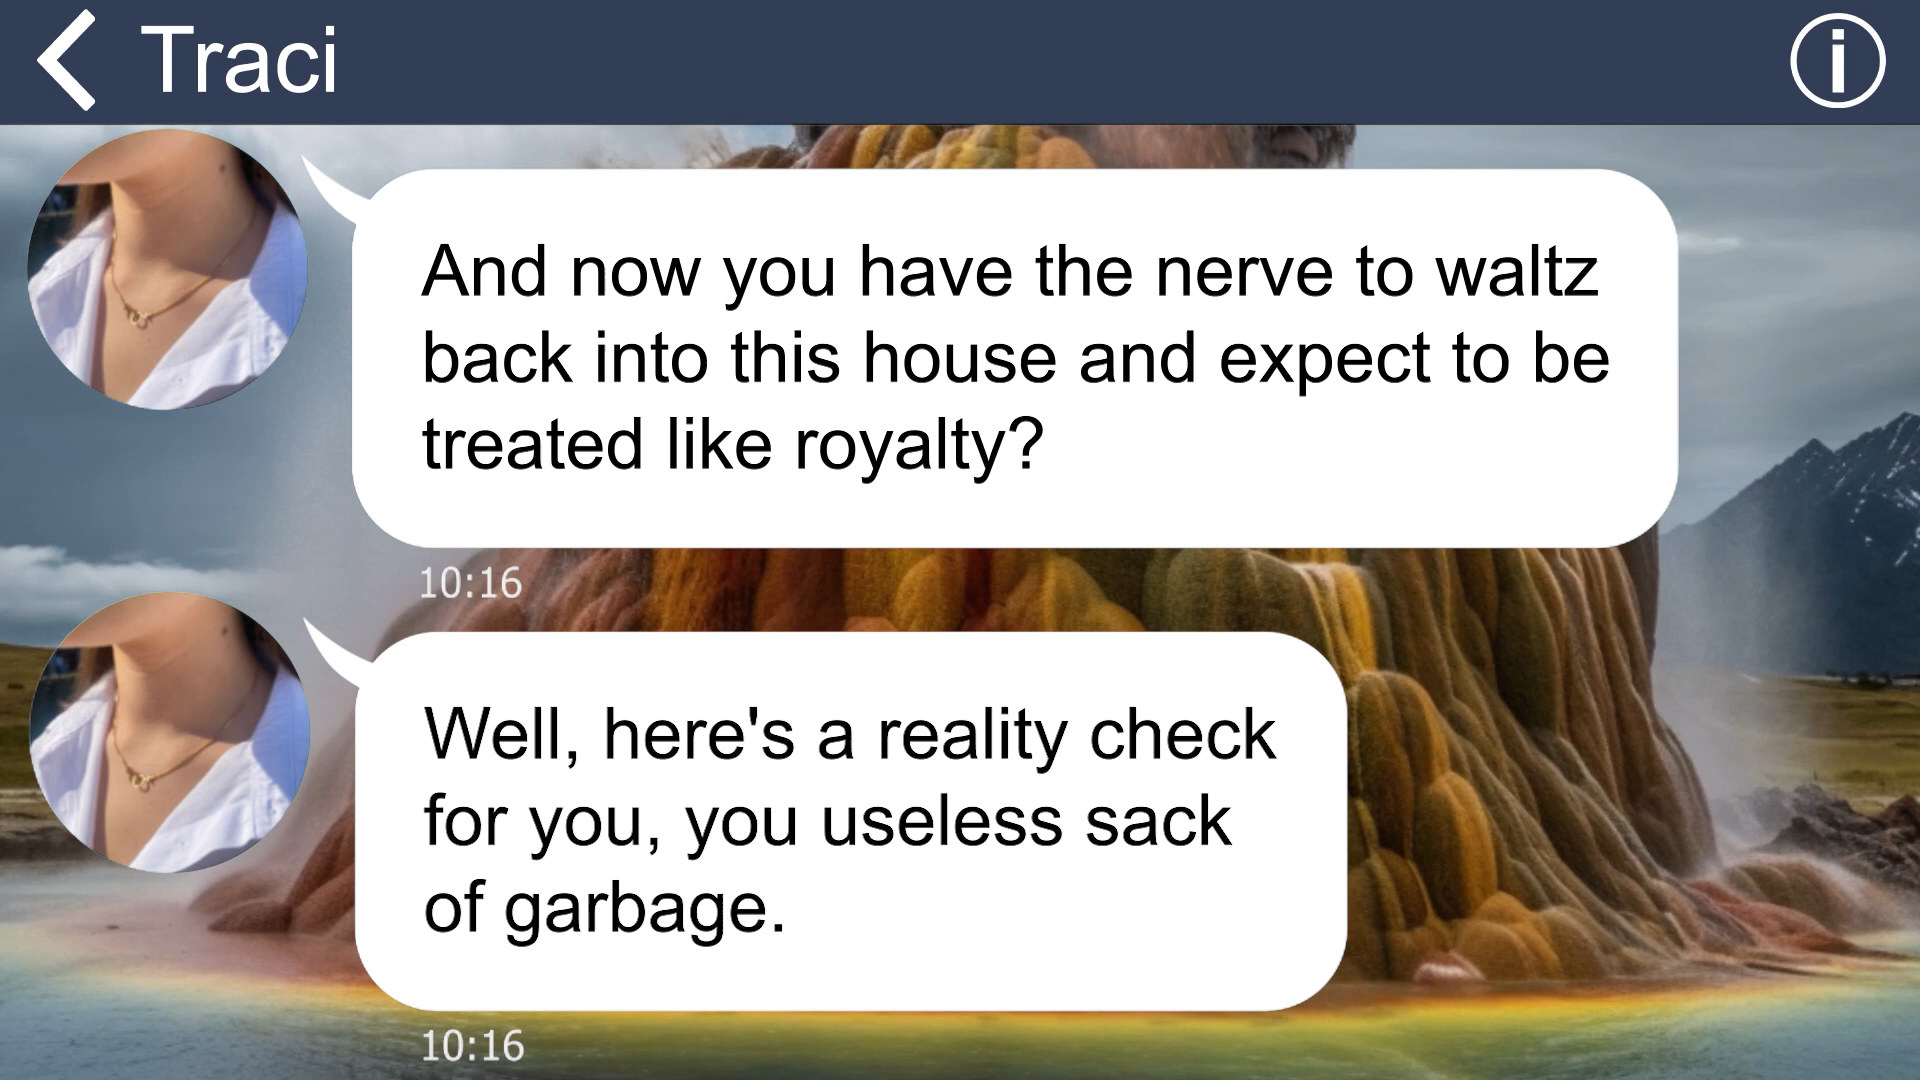 Traci
And now you have the nerve to waltz
back into this house and expect to be
treated like royalty?
10:16
Well, here's a reality check
for you, you useless sack
of garbage.
10:16